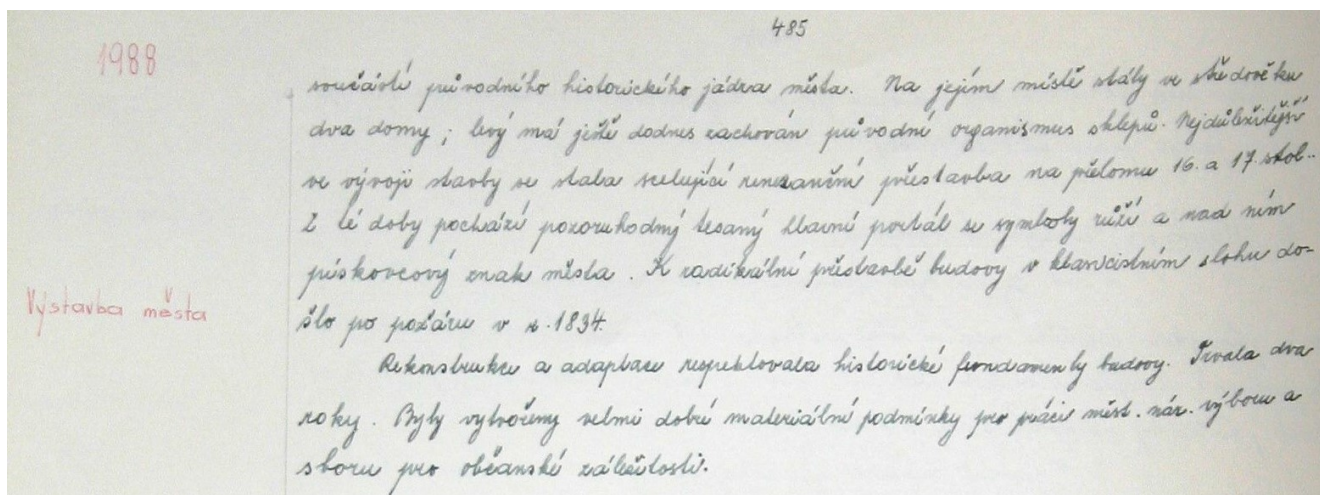 485
1988
součástí původního historického jádra města. Na jejím místě stály ve středověku
dva domy; levý má ještě dodnes zachován původní organismus sklepů. Nejdůležitější
ve vývoji stavby se stala scelující renezanční přestavba na přelomu 16. a 17. stol..
Z té doby pochází pozoruhodný tesaný hlavní portál se symboly růží a nad ním
pískovcový znak města. K radikální přestavbě budovy v klasicistním slohu do-
Výstavba města
šlo po požáru v r. 1834.
Rekonstrukce a adaptace respektovala historické fundamenty budovy. Trvala dva
roky. Byly vytvořeny velmi dobré materiální podmínky pro práci měst. nár. výboru a
sboru pro občanské záležitosti.